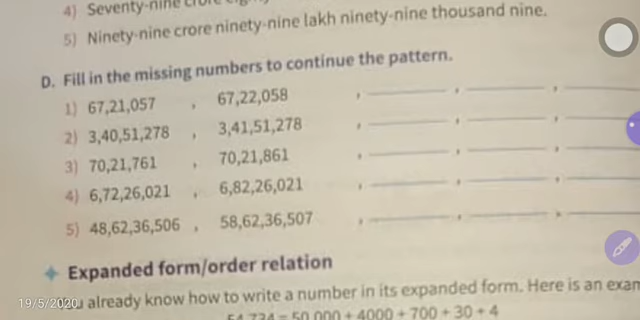 4) Seventy-nine crore
5) Ninety-nine crore ninety-nine lakh ninety-nine thousand nine.
D. Fill in the missing numbers to continue the pattern.
1) 67,21,057 , 67,22,058 , , ,
2) 3,40,51,278 , 3,41,51,278 , , ,
3) 70,21,761 , 70,21,861 , , ,
4) 6,72,26,021 , 6,82,26,021 , , ,
5) 48,62,36,506 , 58,62,36,507 , , ,
Expanded form/order relation
already know how to write a number in its expanded form. Here is an exam
54,734 = 50,000 + 4000 + 700 + 30 + 4
19/5/2020